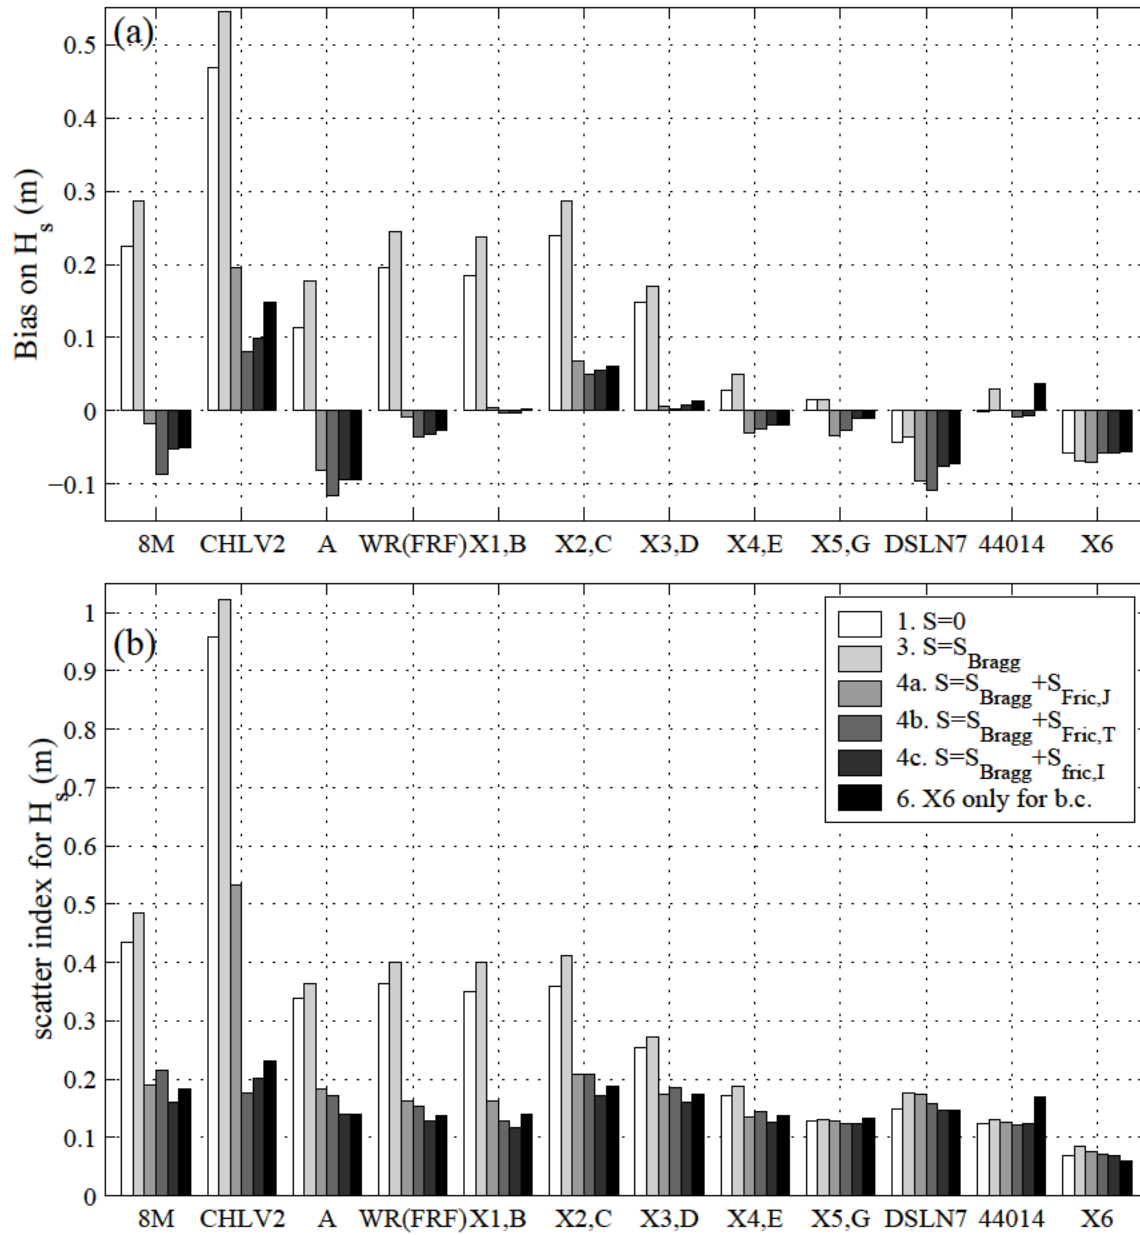 (a)
Bias on Hs (m)
0.5
0.4
0.3
0.2
0.1
0
−0.1
8M CHLV2 A WR(FRF) X1,B X2,C X3,D X4,E X5,G DSLN7 44014 X6
(b)
scatter index for Hs (m)
1
0.9
0.8
0.7
0.6
0.5
0.4
0.3
0.2
0.1
0
1. S=0
3. S=SBragg
4a. S=SBragg+SFric,J
4b. S=SBragg+SFric,T
4c. S=SBragg+Sfric,I
6. X6 only for b.c.
8M CHLV2 A WR(FRF) X1,B X2,C X3,D X4,E X5,G DSLN7 44014 X6